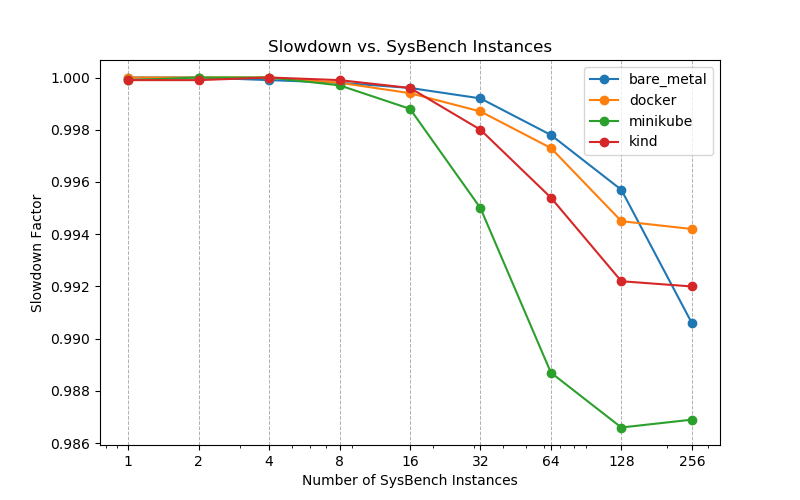 Slowdown vs. SysBench Instances
bare_metal
docker
minikube
kind
Slowdown Factor
1.000
0.998
0.996
0.994
0.992
0.990
0.988
0.986
1 2 4 8 16 32 64 128 256
Number of SysBench Instances